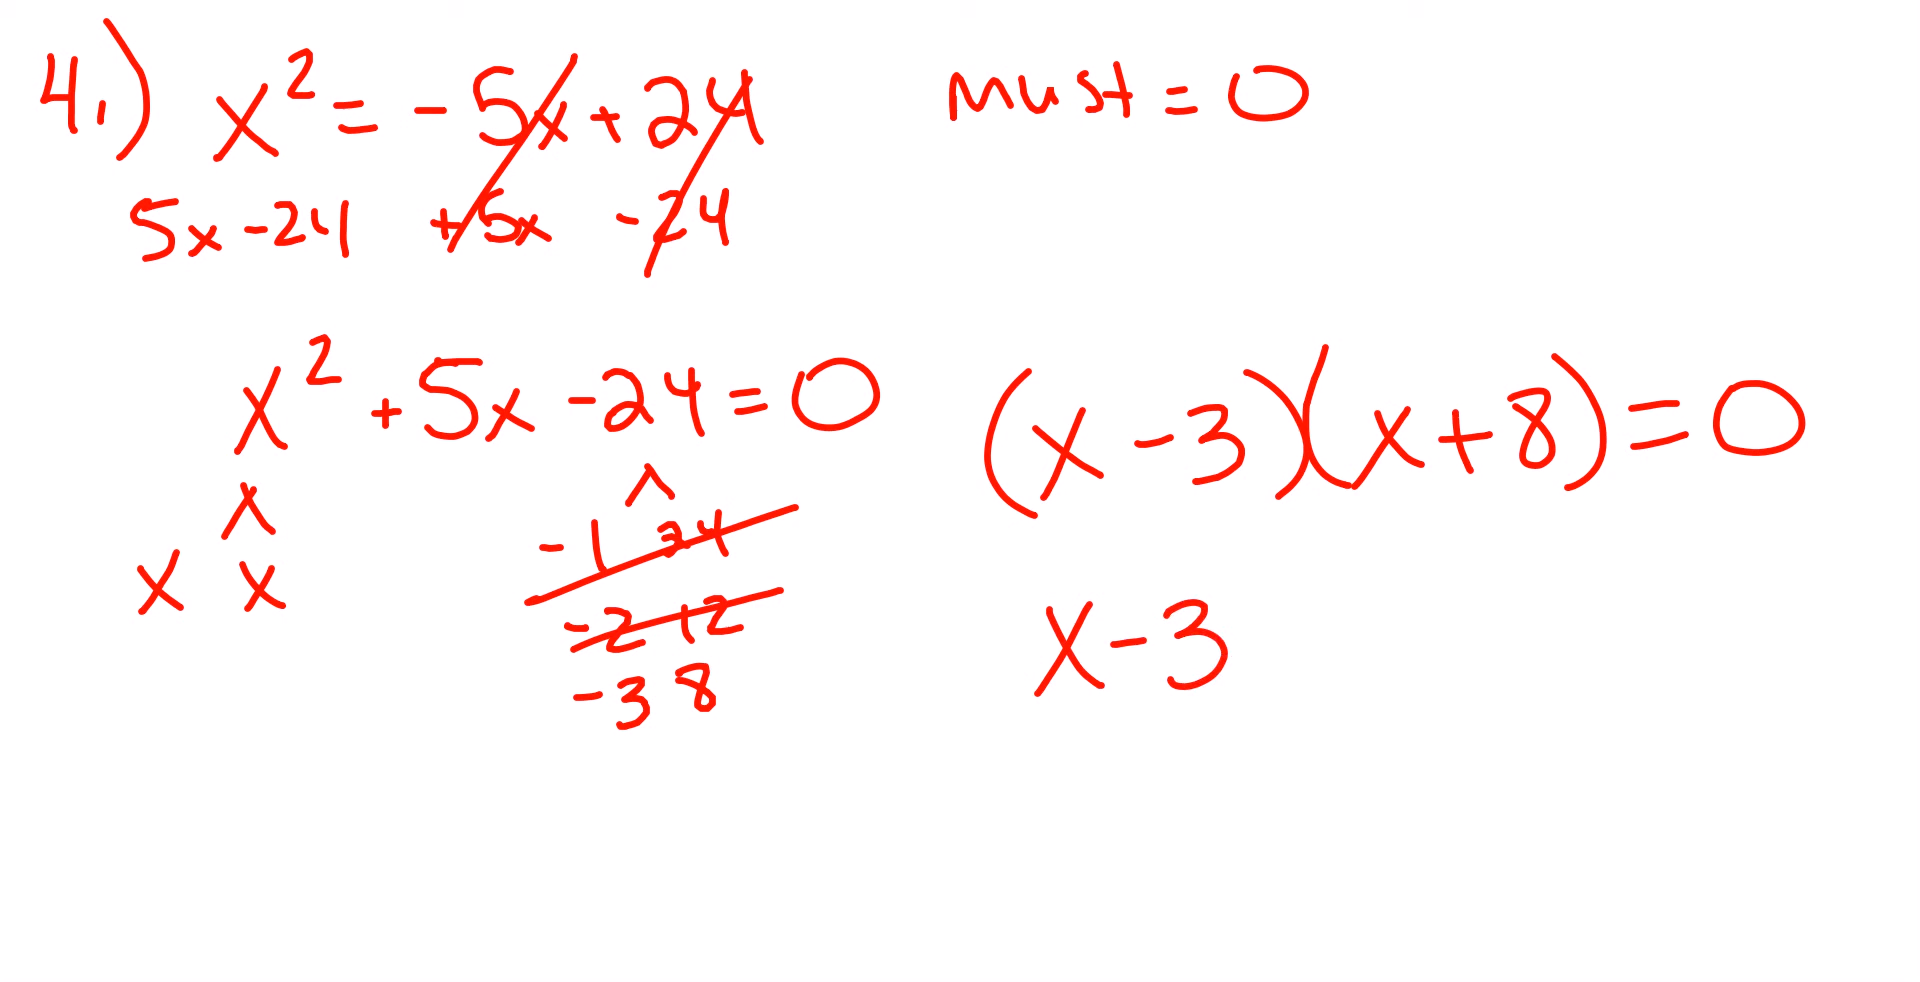 4.) x² = -5x + 24 must = 0
5x - 24 + 5x - 24
x² + 5x - 24 = 0 (x - 3)(x + 8) = 0
x x -1 24
-2 12
-3 8 x - 3